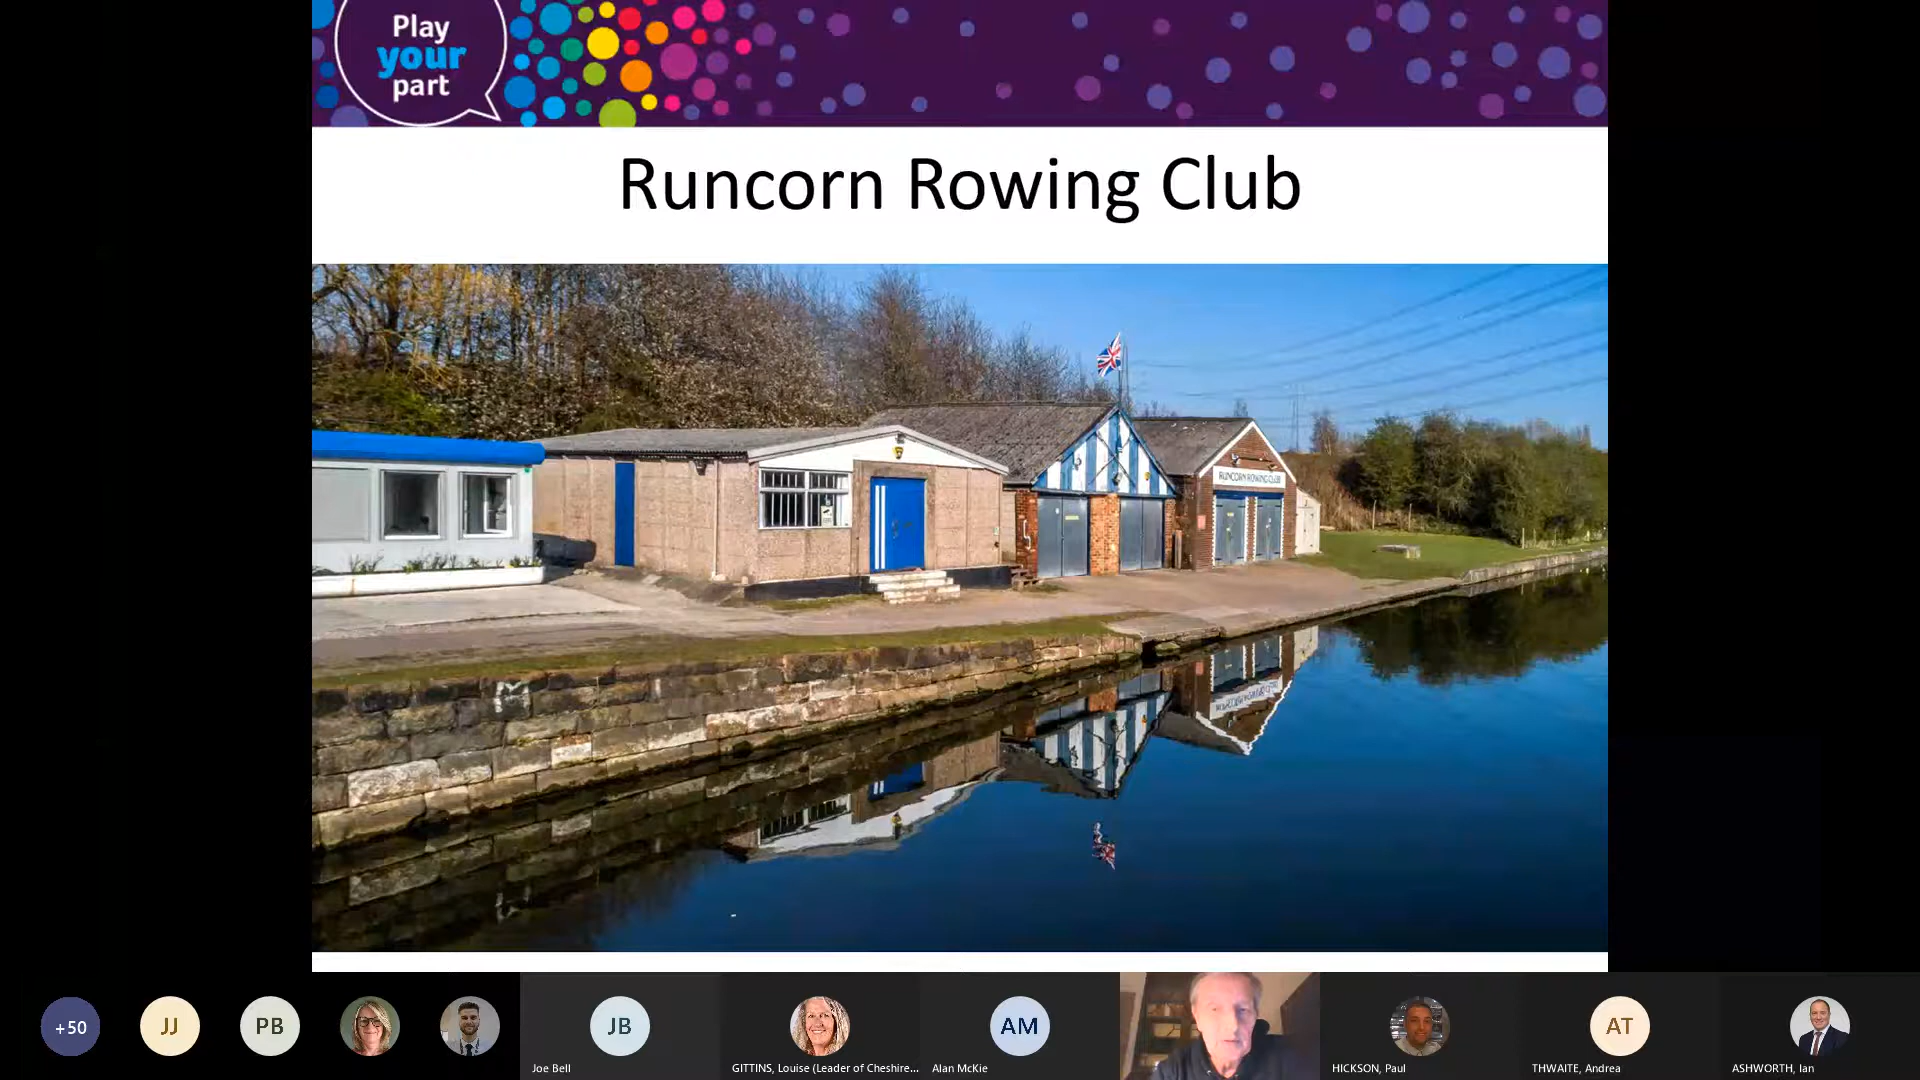 Play
your
part
Runcorn Rowing Club
RUNCORN ROWING CLUB
+50
JJ
PB
JB
Joe Bell
GITTINS, Louise (Leader of Cheshire...
AM
Alan McKie
HICKSON, Paul
AT
THWAITE, Andrea
ASHWORTH, Ian